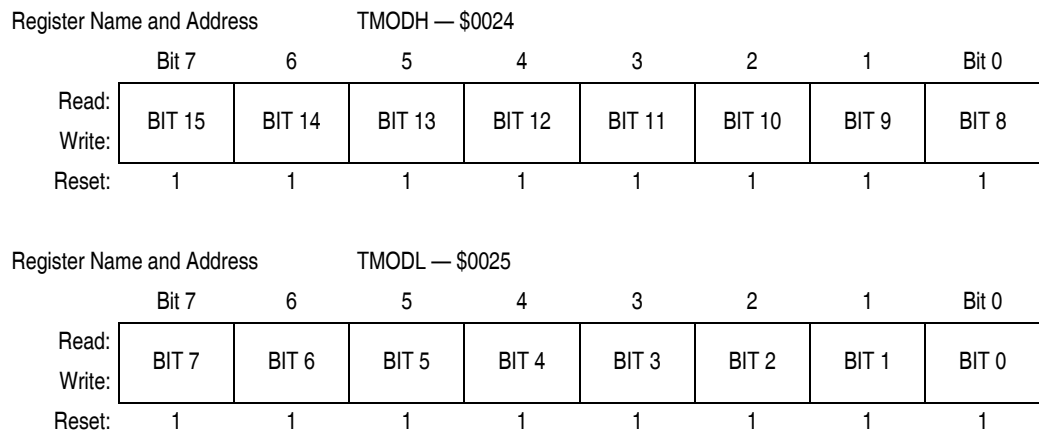 Register Name and Address TMODH — $0024
Bit 7 6 5 4 3 2 1 Bit 0
Read:
BIT 15 BIT 14 BIT 13 BIT 12 BIT 11 BIT 10 BIT 9 BIT 8
Write:
Reset: 1 1 1 1 1 1 1 1
Register Name and Address TMODL — $0025
Bit 7 6 5 4 3 2 1 Bit 0
Read:
BIT 7 BIT 6 BIT 5 BIT 4 BIT 3 BIT 2 BIT 1 BIT 0
Write:
Reset: 1 1 1 1 1 1 1 1